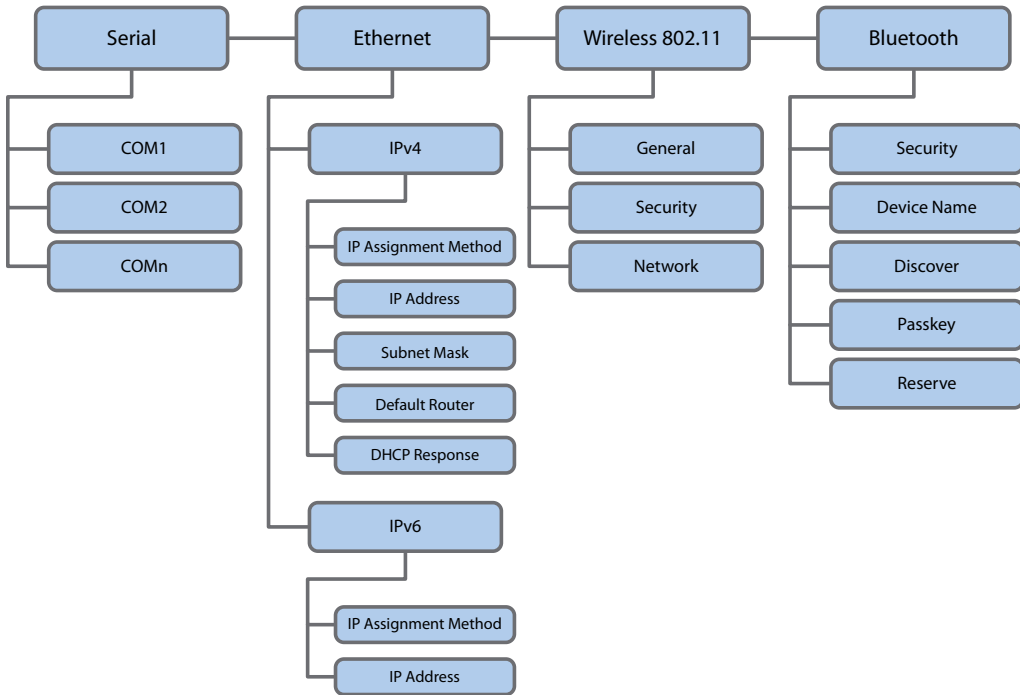 Serial
Ethernet
Wireless 802.11
Bluetooth
COM1
COM2
COMn
IPv4
IP Assignment Method
IP Address
Subnet Mask
Default Router
DHCP Response
IPv6
IP Assignment Method
IP Address
General
Security
Network
Security
Device Name
Discover
Passkey
Reserve